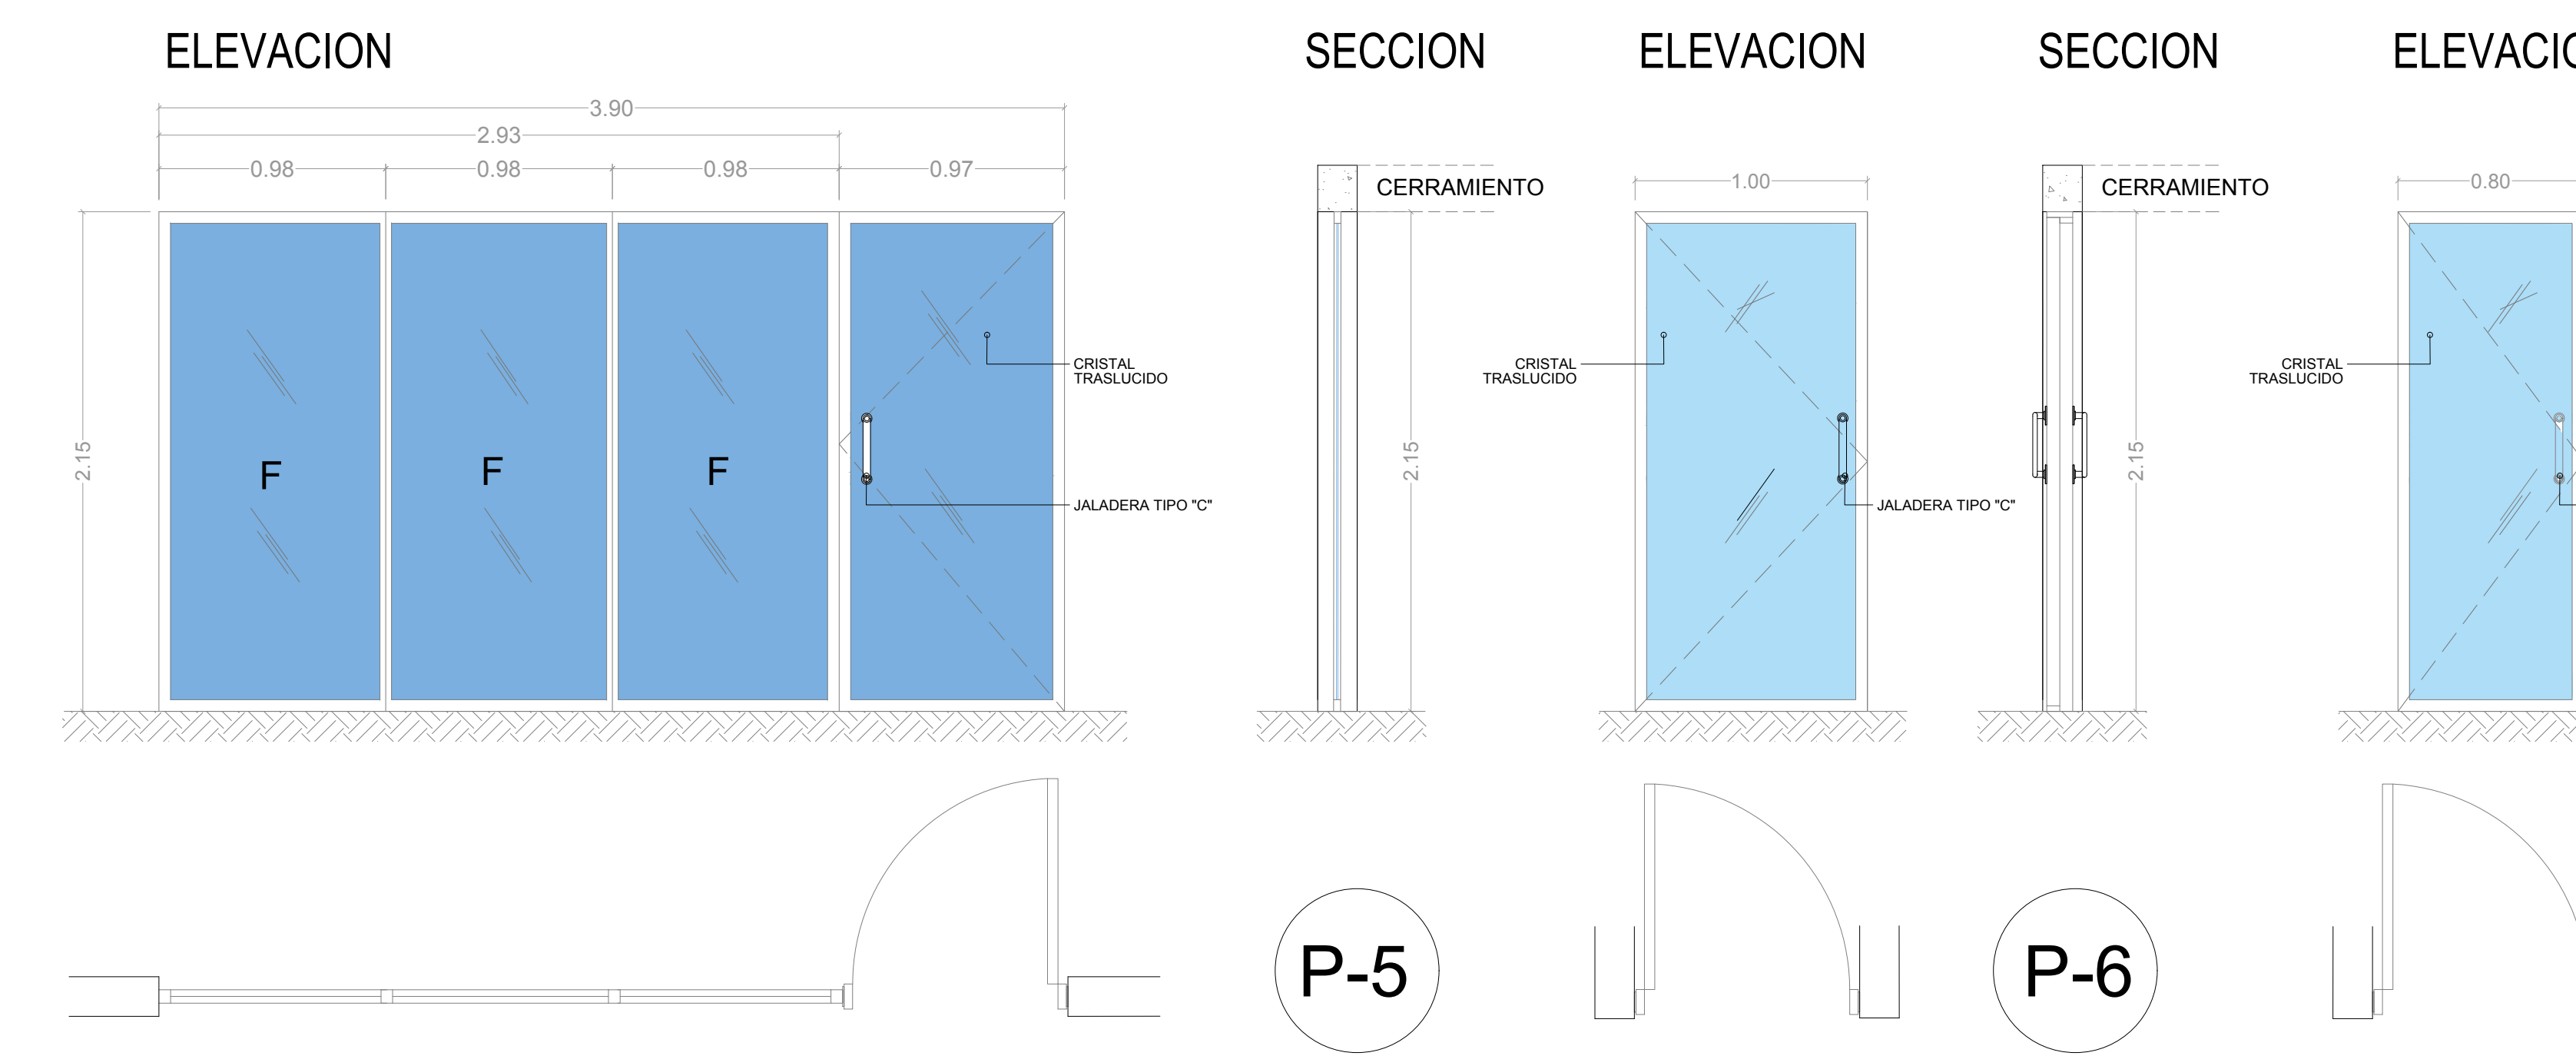 ELEVACION
SECCION
ELEVACION
SECCION
ELEVACIO
3.90
2.93
0.98
0.98
0.98
0.97
2.15
F
F
F
CRISTAL
TRASLUCIDO
JALADERA TIPO "C"
CERRAMIENTO
2.15
P-5
1.00
CRISTAL
TRASLUCIDO
JALADERA TIPO "C"
CERRAMIENTO
2.15
P-6
0.80
CRISTAL
TRASLUCIDO